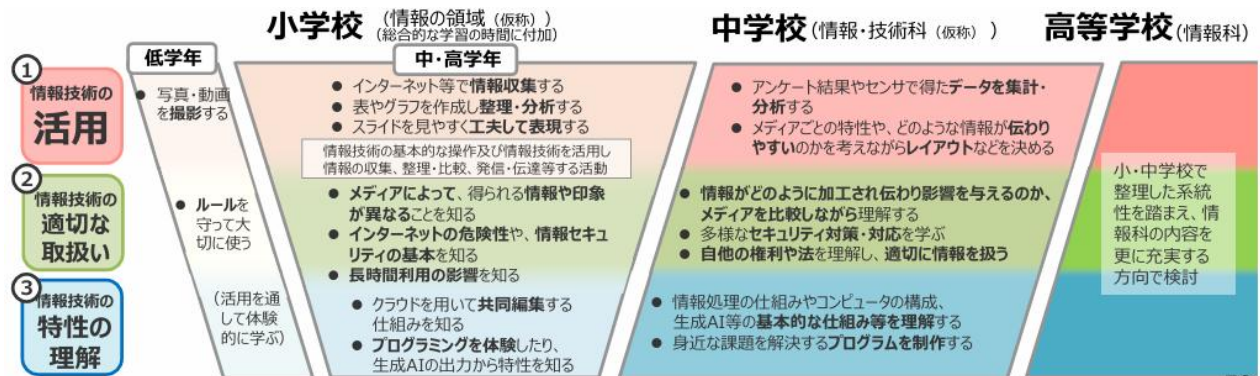 小学校 (情報の領域(仮称))
(総合的な学習の時間に付加)
中学校 (情報・技術科(仮称))
高等学校 (情報科)
低学年
中・高学年
①
情報技術の
活用
● 写真・動画
を撮影する
● インターネット等で情報収集する
● 表やグラフを作成し整理・分析する
● スライドを見やすく工夫して表現する
情報技術の基本的な操作及び情報技術を活用し
情報の収集、整理・比較、発信・伝達等する活動
● アンケート結果やセンサで得たデータを集計・
分析する
● メディアごとの特性や、どのような情報が伝わり
やすいのかを考えながらレイアウトなどを決める
②
情報技術の
適切な
取扱い
● ルールを
守って大
切に使う
● メディアによって、得られる情報や印象
が異なることを知る
● インターネットの危険性や、情報セキュ
リティの基本を知る
● 長時間利用の影響を知る
● 情報がどのように加工され伝わり影響を与えるのか、
メディアを比較しながら理解する
● 多様なセキュリティ対策・対応を学ぶ
● 自他の権利や法を理解し、適切に情報を扱う
③
情報技術の
特性の
理解
(活用を通
して体験
的に学ぶ)
● クラウドを用いて共同編集する
仕組みを知る
● プログラミングを体験したり、
生成AIの出力から特性を知る
● 情報処理の仕組みやコンピュータの構成、
生成AI等の基本的な仕組み等を理解する
● 身近な課題を解決するプログラムを制作する
小・中学校で
整理した系統
性を踏まえ、情
報科の内容を
更に充実する
方向で検討